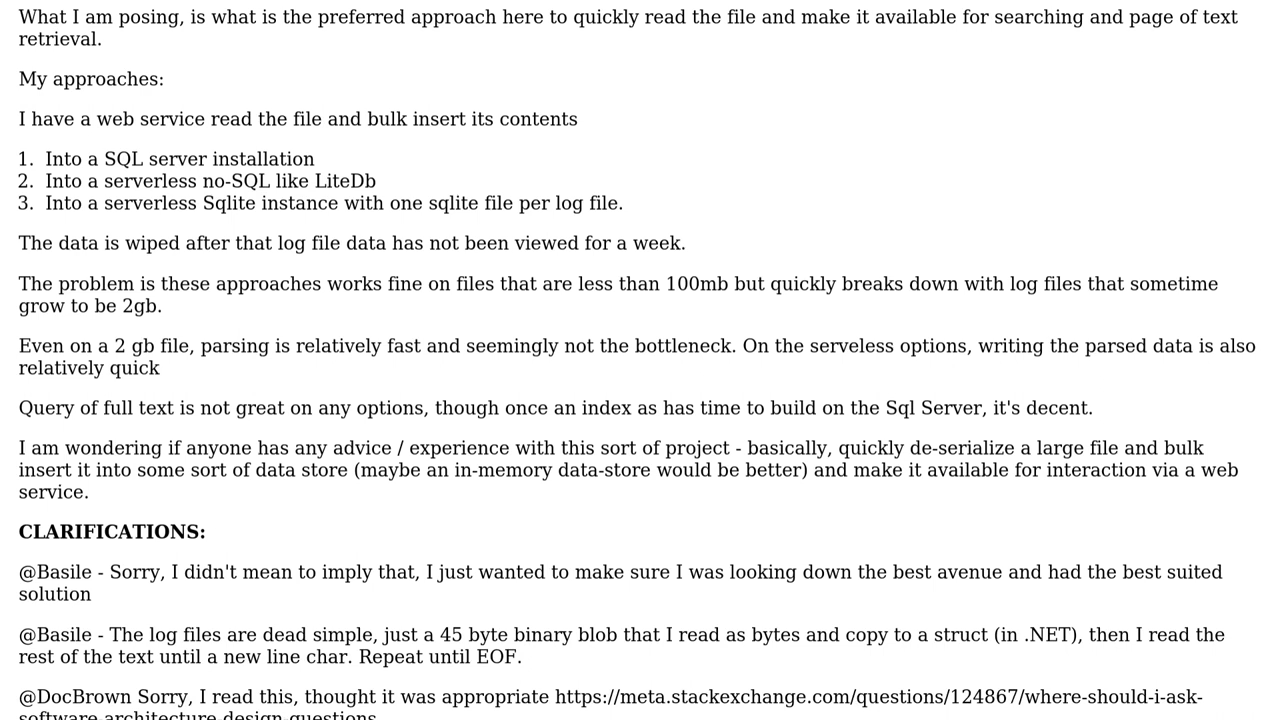 What I am posing, is what is the preferred approach here to quickly read the file and make it available for searching and page of text
retrieval.
My approaches:
I have a web service read the file and bulk insert its contents
1. Into a SQL server installation
2. Into a serverless no-SQL like LiteDb
3. Into a serverless Sqlite instance with one sqlite file per log file.
The data is wiped after that log file data has not been viewed for a week.
The problem is these approaches works fine on files that are less than 100mb but quickly breaks down with log files that sometime
grow to be 2gb.
Even on a 2 gb file, parsing is relatively fast and seemingly not the bottleneck. On the serveless options, writing the parsed data is also
relatively quick
Query of full text is not great on any options, though once an index as has time to build on the Sql Server, it's decent.
I am wondering if anyone has any advice / experience with this sort of project - basically, quickly de-serialize a large file and bulk
insert it into some sort of data store (maybe an in-memory data-store would be better) and make it available for interaction via a web
service.
CLARIFICATIONS:
@Basile - Sorry, I didn't mean to imply that, I just wanted to make sure I was looking down the best avenue and had the best suited
solution
@Basile - The log files are dead simple, just a 45 byte binary blob that I read as bytes and copy to a struct (in .NET), then I read the
rest of the text until a new line char. Repeat until EOF.
@DocBrown Sorry, I read this, thought it was appropriate https://meta.stackexchange.com/questions/124867/where-should-i-ask-
software-architecture-design-questions